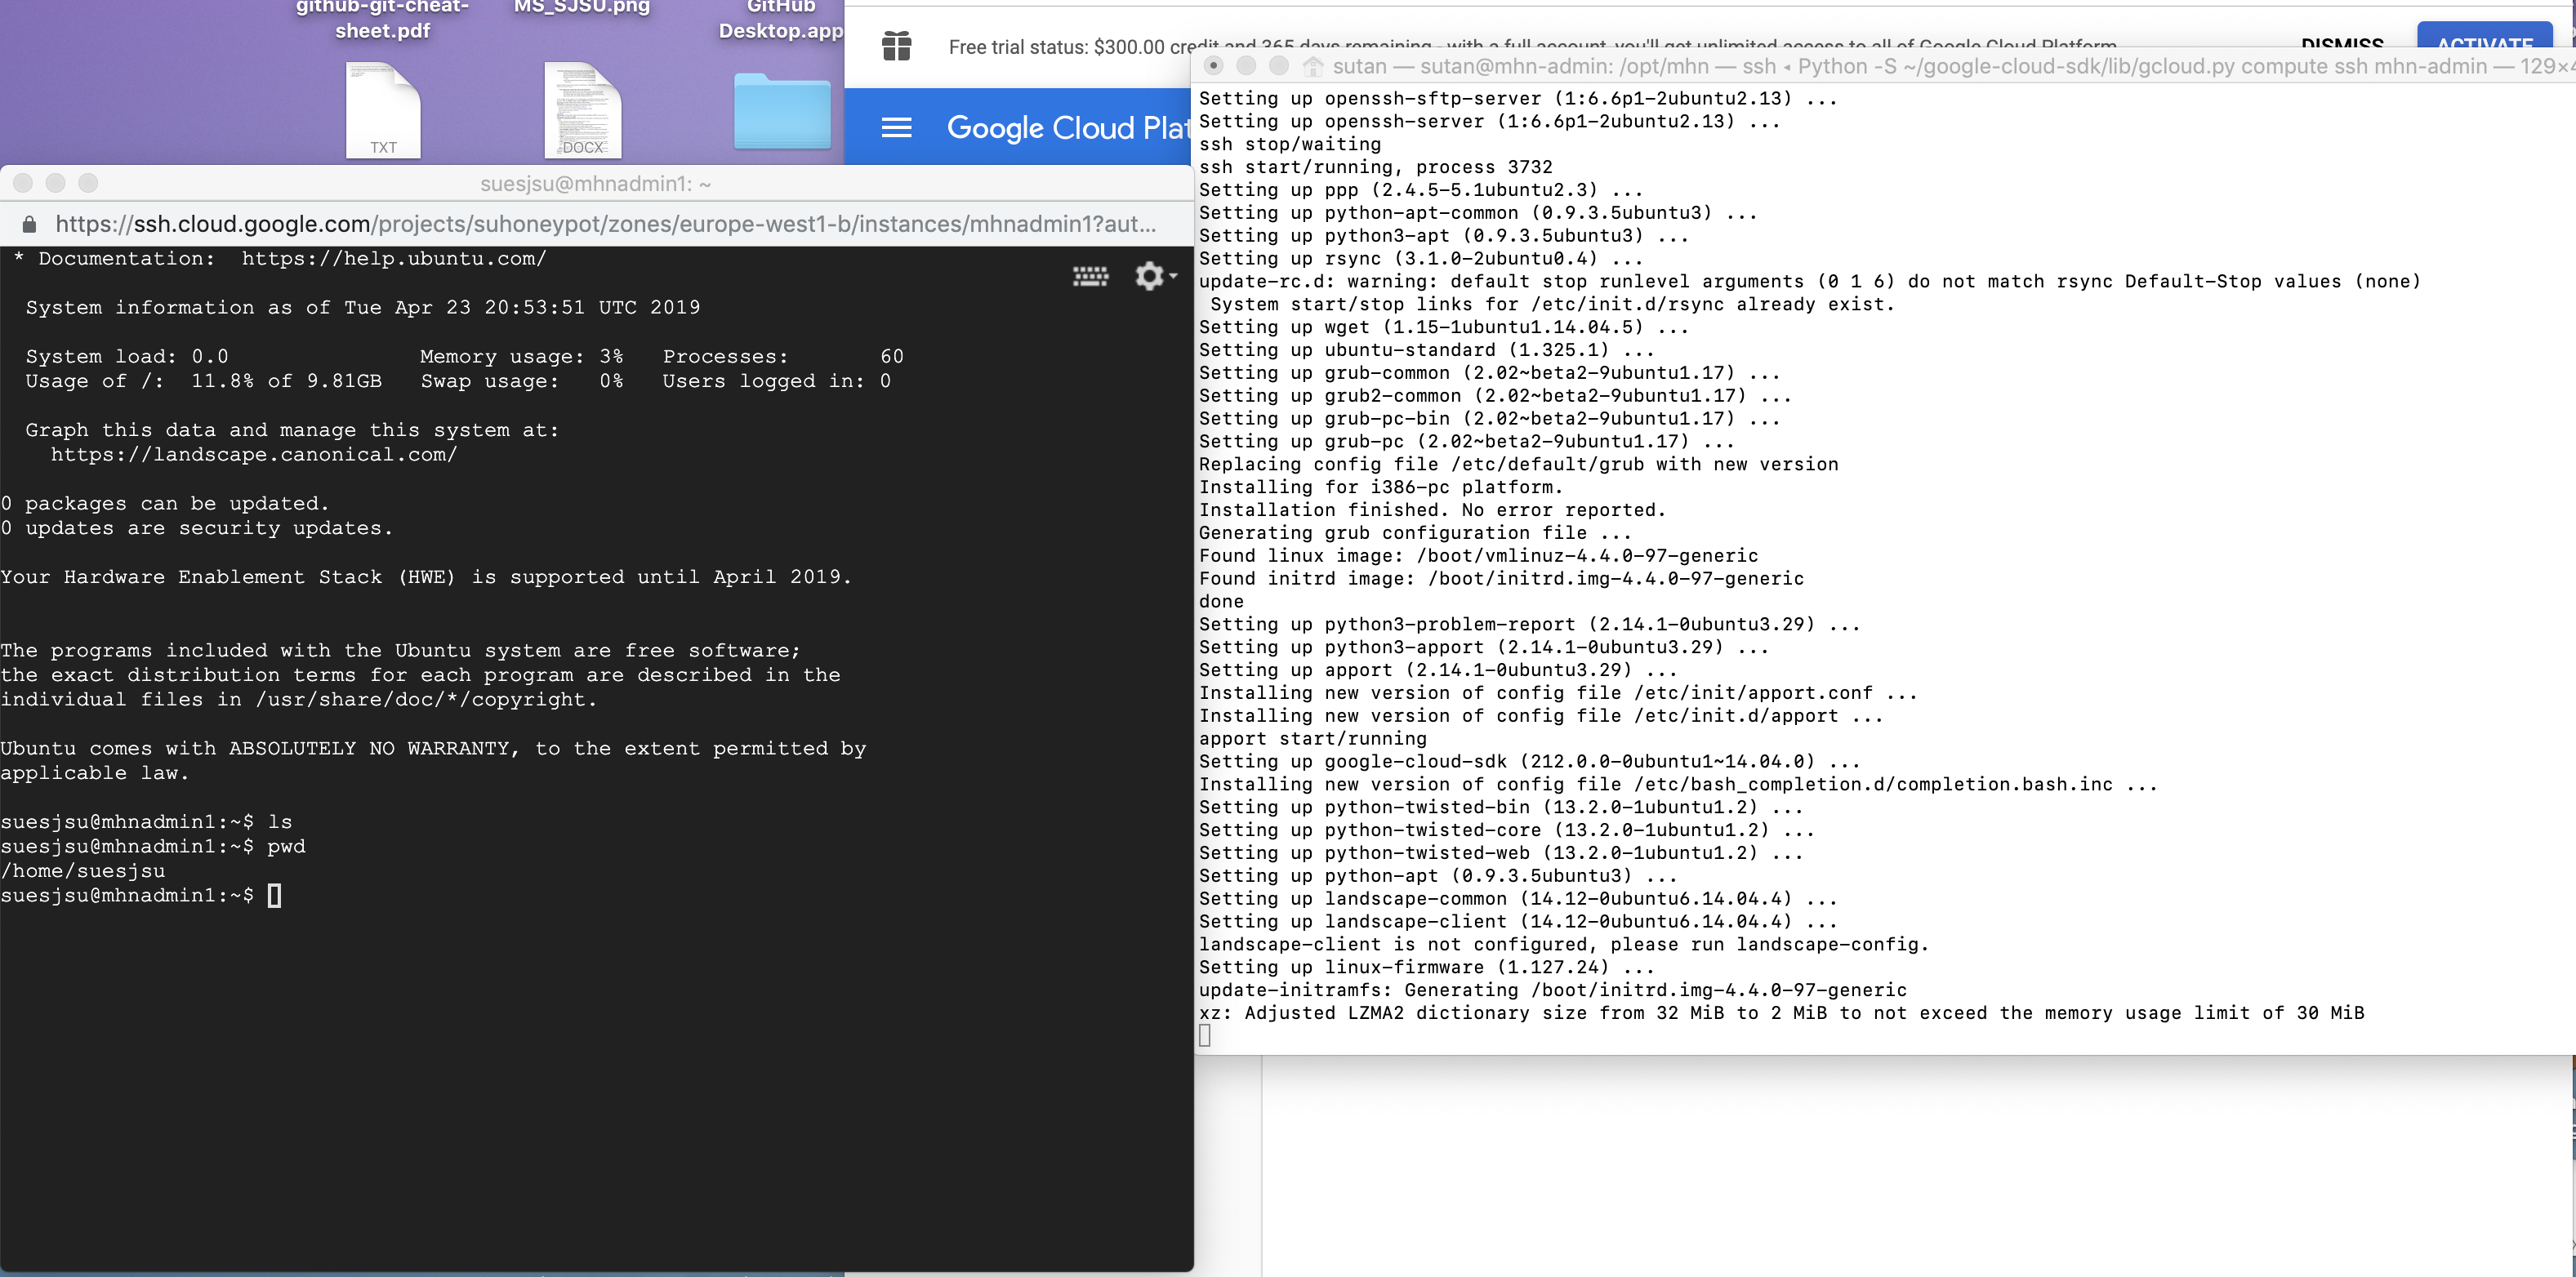 github-git-cheat-
sheet.pdf
MS_SJSU.png
GitHub
Desktop.app
TXT
DOCX
Free trial status: $300.00 credit and 365 days remaining - with a full account, you'll get unlimited access to all of Google Cloud Platform
DISMISS
ACTIVATE
Google Cloud Plat
suesjsu@mhnadmin1: ~
https://ssh.cloud.google.com/projects/suhoneypot/zones/europe-west1-b/instances/mhnadmin1?aut...
* Documentation:  https://help.ubuntu.com/
System information as of Tue Apr 23 20:53:51 UTC 2019
System load: 0.0 Memory usage: 3% Processes: 60
Usage of /: 11.8% of 9.81GB Swap usage: 0% Users logged in: 0
Graph this data and manage this system at:
https://landscape.canonical.com/
0 packages can be updated.
0 updates are security updates.
Your Hardware Enablement Stack (HWE) is supported until April 2019.
The programs included with the Ubuntu system are free software;
the exact distribution terms for each program are described in the
individual files in /usr/share/doc/*/copyright.
Ubuntu comes with ABSOLUTELY NO WARRANTY, to the extent permitted by
applicable law.
suesjsu@mhnadmin1:~$ ls
suesjsu@mhnadmin1:~$ pwd
/home/suesjsu
suesjsu@mhnadmin1:~$
sutan — sutan@mhn-admin: /opt/mhn — ssh ◂ Python -S ~/google-cloud-sdk/lib/gcloud.py compute ssh mhn-admin — 129×4
Setting up openssh-sftp-server (1:6.6p1-2ubuntu2.13) ...
Setting up openssh-server (1:6.6p1-2ubuntu2.13) ...
ssh stop/waiting
ssh start/running, process 3732
Setting up ppp (2.4.5-5.1ubuntu2.3) ...
Setting up python-apt-common (0.9.3.5ubuntu3) ...
Setting up python3-apt (0.9.3.5ubuntu3) ...
Setting up rsync (3.1.0-2ubuntu0.4) ...
update-rc.d: warning: default stop runlevel arguments (0 1 6) do not match rsync Default-Stop values (none)
System start/stop links for /etc/init.d/rsync already exist.
Setting up wget (1.15-1ubuntu1.14.04.5) ...
Setting up ubuntu-standard (1.325.1) ...
Setting up grub-common (2.02~beta2-9ubuntu1.17) ...
Setting up grub2-common (2.02~beta2-9ubuntu1.17) ...
Setting up grub-pc-bin (2.02~beta2-9ubuntu1.17) ...
Setting up grub-pc (2.02~beta2-9ubuntu1.17) ...
Replacing config file /etc/default/grub with new version
Installing for i386-pc platform.
Installation finished. No error reported.
Generating grub configuration file ...
Found linux image: /boot/vmlinuz-4.4.0-97-generic
Found initrd image: /boot/initrd.img-4.4.0-97-generic
done
Setting up python3-problem-report (2.14.1-0ubuntu3.29) ...
Setting up python3-apport (2.14.1-0ubuntu3.29) ...
Setting up apport (2.14.1-0ubuntu3.29) ...
Installing new version of config file /etc/init/apport.conf ...
Installing new version of config file /etc/init.d/apport ...
apport start/running
Setting up google-cloud-sdk (212.0.0-0ubuntu1~14.04.0) ...
Installing new version of config file /etc/bash_completion.d/completion.bash.inc ...
Setting up python-twisted-bin (13.2.0-1ubuntu1.2) ...
Setting up python-twisted-core (13.2.0-1ubuntu1.2) ...
Setting up python-twisted-web (13.2.0-1ubuntu1.2) ...
Setting up python-apt (0.9.3.5ubuntu3) ...
Setting up landscape-common (14.12-0ubuntu6.14.04.4) ...
Setting up landscape-client (14.12-0ubuntu6.14.04.4) ...
landscape-client is not configured, please run landscape-config.
Setting up linux-firmware (1.127.24) ...
update-initramfs: Generating /boot/initrd.img-4.4.0-97-generic
xz: Adjusted LZMA2 dictionary size from 32 MiB to 2 MiB to not exceed the memory usage limit of 30 MiB